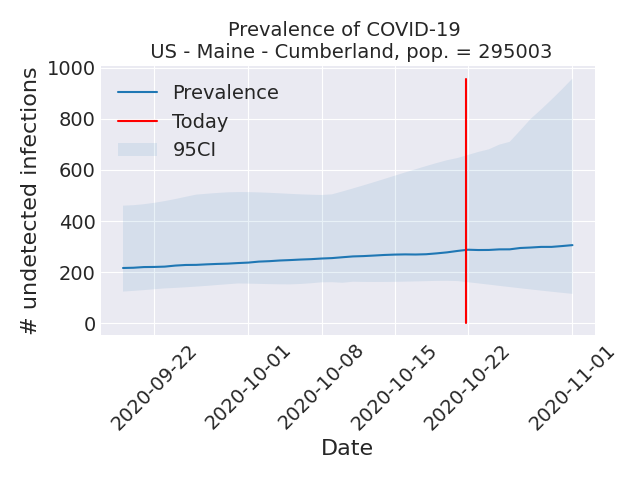 Prevalence of COVID-19
US - Maine - Cumberland, pop. = 295003
# undetected infections
1000
800
600
400
200
0
Prevalence
Today
95CI
2020-09-22
2020-10-01
2020-10-08
2020-10-15
2020-10-22
2020-11-01
Date